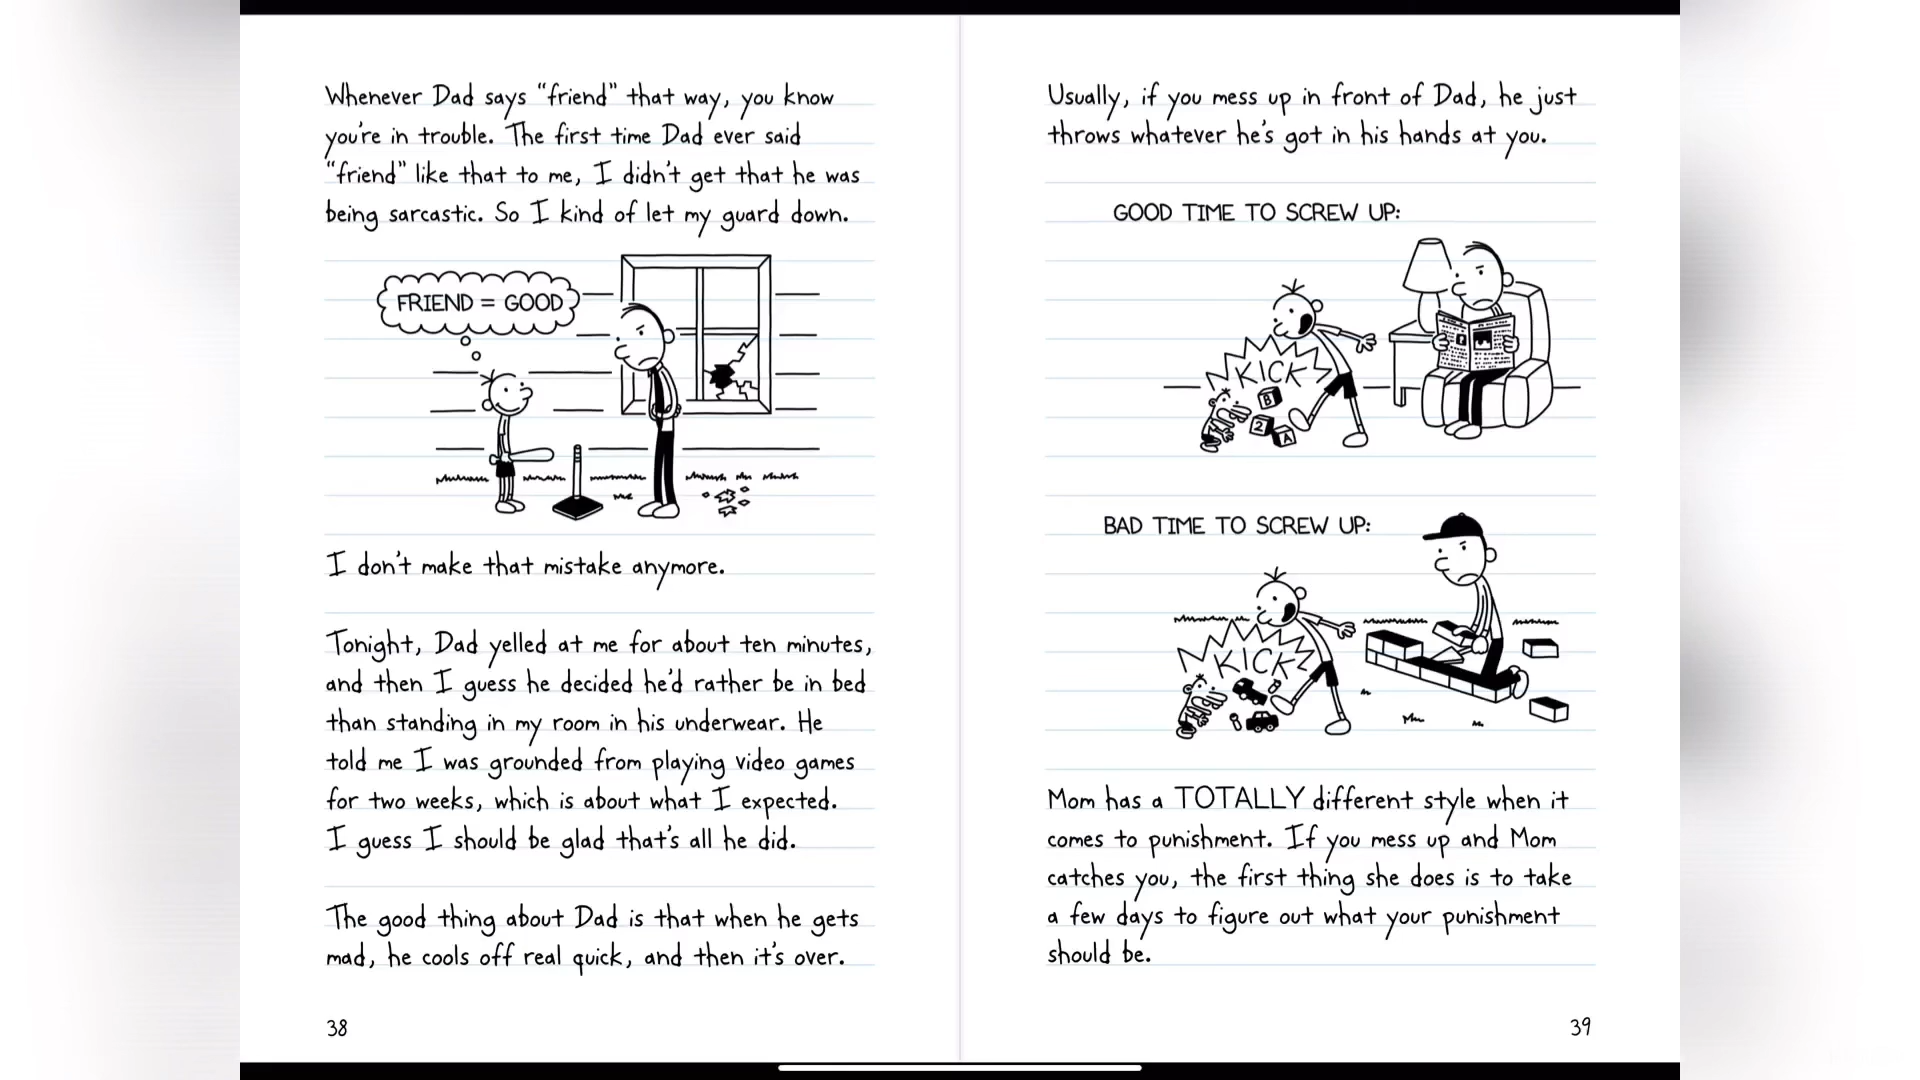 Whenever Dad says "friend" that way, you know
you're in trouble. The first time Dad ever said
"friend" like that to me, I didn't get that he was
being sarcastic. So I kind of let my guard down.
FRIEND = GOOD
I don't make that mistake anymore.
Tonight, Dad yelled at me for about ten minutes,
and then I guess he decided he'd rather be in bed
than standing in my room in his underwear. He
told me I was grounded from playing video games
for two weeks, which is about what I expected.
I guess I should be glad that's all he did.
The good thing about Dad is that when he gets
mad, he cools off real quick, and then it's over.
38
Usually, if you mess up in front of Dad, he just
throws whatever he's got in his hands at you.
GOOD TIME TO SCREW UP:
KICK
B
2
A
BAD TIME TO SCREW UP:
KICK
Mom has a TOTALLY different style when it
comes to punishment. If you mess up and Mom
catches you, the first thing she does is to take
a few days to figure out what your punishment
should be.
39